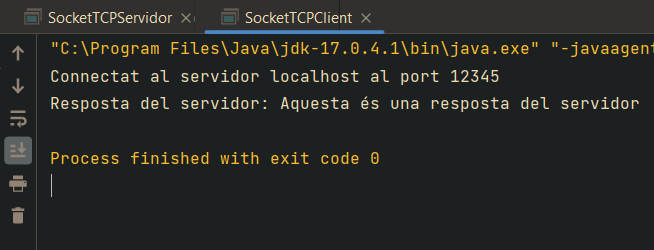 SocketTCPServidor SocketTCPClient
"C:\Program Files\Java\jdk-17.0.4.1\bin\java.exe" "-javaagent
Connectat al servidor localhost al port 12345
Resposta del servidor: Aquesta és una resposta del servidor
Process finished with exit code 0